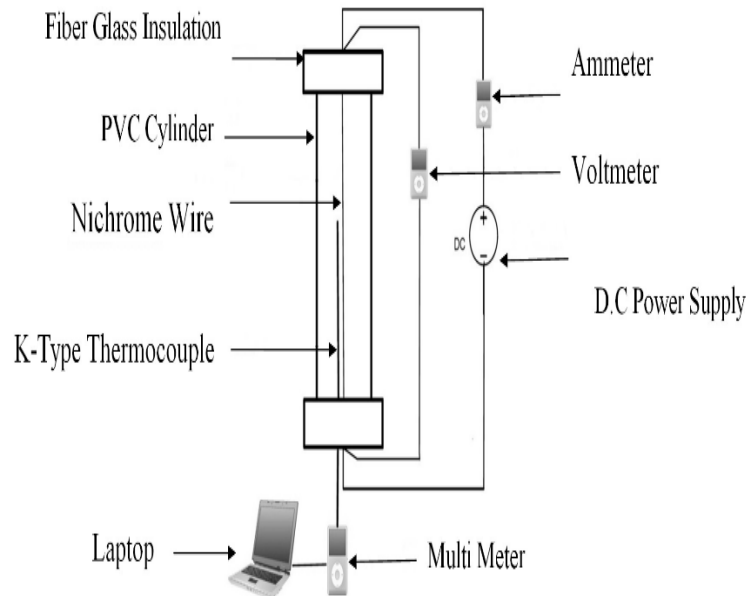 Fiber Glass Insulation
PVC Cylinder
Nichrome Wire
K-Type Thermocouple
Laptop
Ammeter
Voltmeter
DC
+
–
D.C Power Supply
Multi Meter